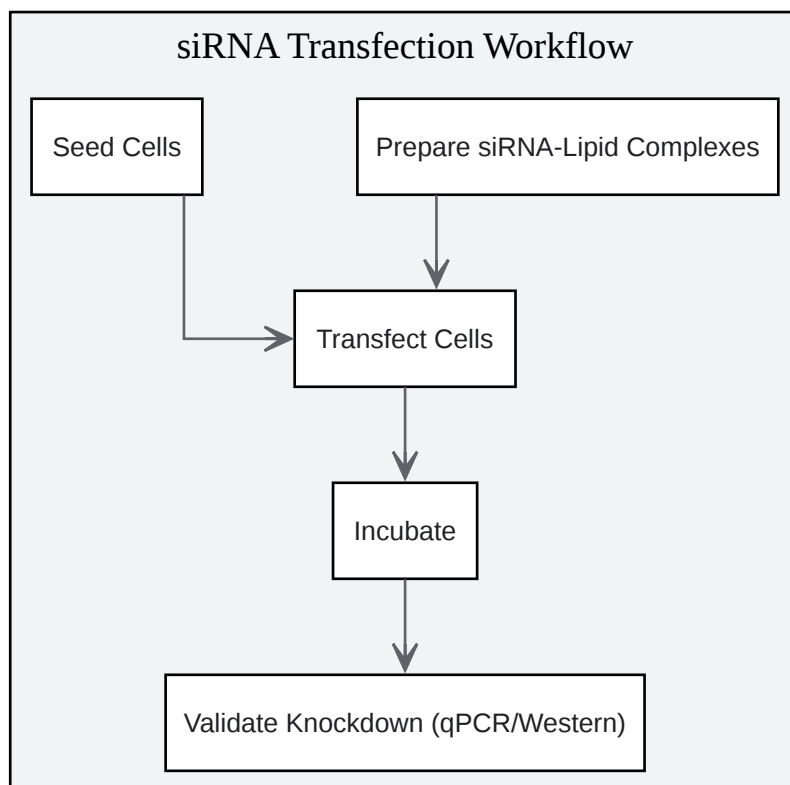 siRNA Transfection Workflow
Seed Cells
Prepare siRNA-Lipid Complexes
Transfect Cells
Incubate
Validate Knockdown (qPCR/Western)